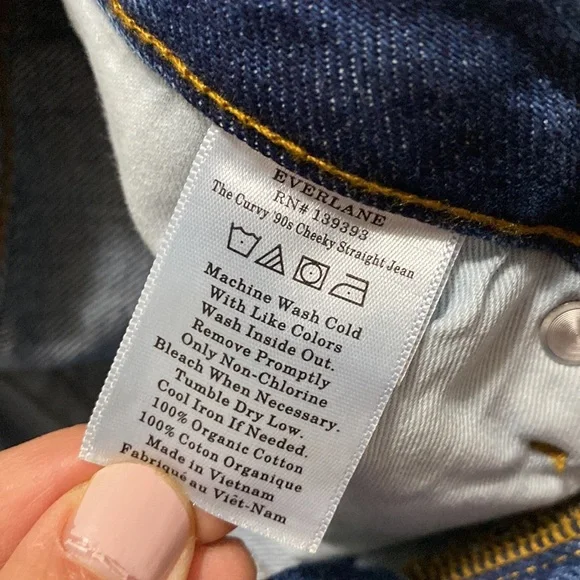 EVERLANE
RN# 139393
The Curvy '90s Cheeky Straight Jean
Machine Wash Cold
With Like Colors
Wash Inside Out.
Remove Promptly
Only Non-Chlorine
Bleach When Necessary.
Tumble Dry Low.
Cool Iron If Needed.
100% Organic Cotton
100% Coton Organique
Made in Vietnam
Fabriqué au Viêt-Nam